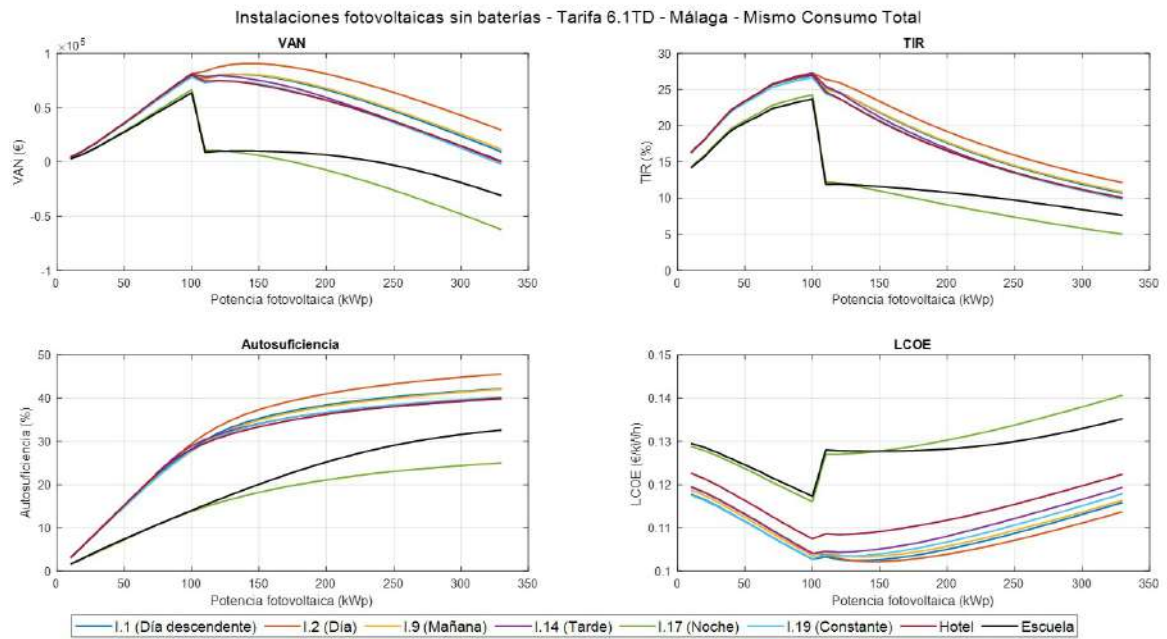 Instalaciones fotovoltaicas sin baterías - Tarifa 6.1TD - Málaga - Mismo Consumo Total
VAN
×10⁵
1
0.5
0
-0.5
-1
VAN (€)
0 50 100 150 200 250 300 350
Potencia fotovoltaica (kWp)
TIR
30
25
20
15
10
5
0
TIR (%)
0 50 100 150 200 250 300 350
Potencia fotovoltaica (kWp)
Autosuficiencia
50
40
30
20
10
0
Autosuficiencia (%)
0 50 100 150 200 250 300 350
Potencia fotovoltaica (kWp)
LCOE
0.15
0.14
0.13
0.12
0.11
0.1
LCOE (€/kWh)
0 50 100 150 200 250 300 350
Potencia fotovoltaica (kWp)
I.1 (Día descendente) I.2 (Día) I.9 (Mañana) I.14 (Tarde) I.17 (Noche) I.19 (Constante) Hotel Escuela